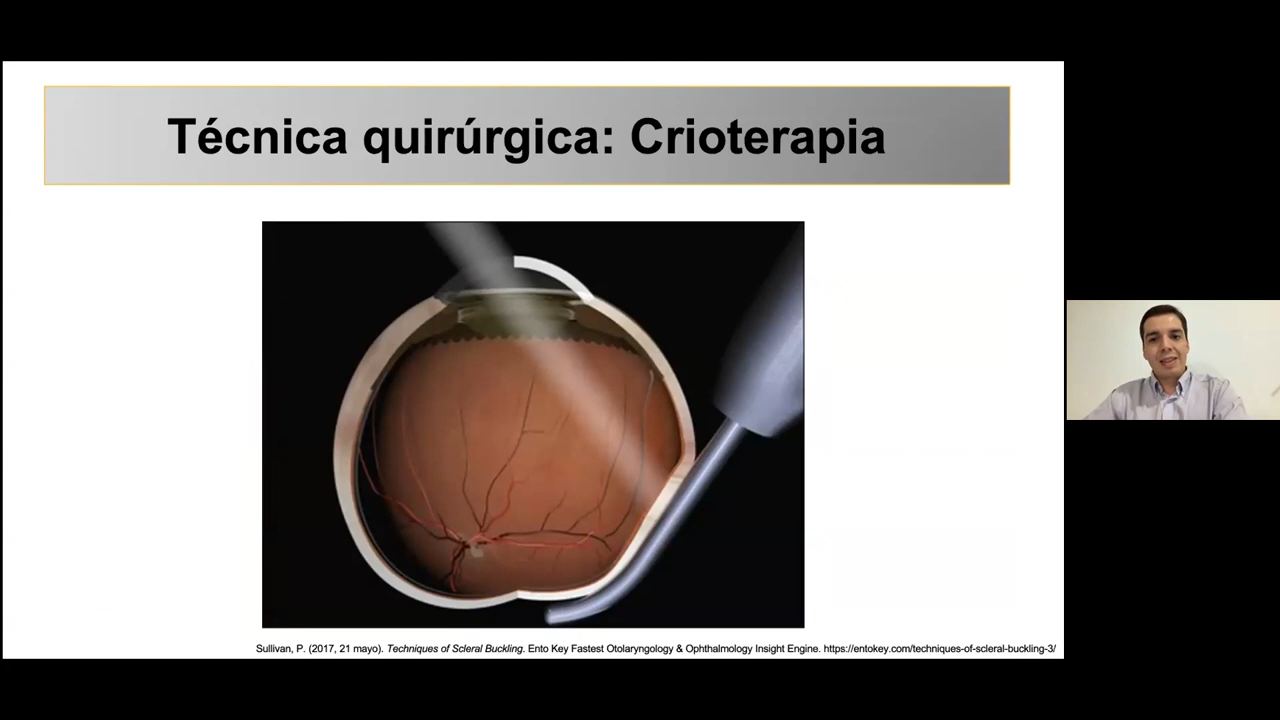 Técnica quirúrgica: Crioterapia
Sullivan, P. (2017, 21 mayo). Techniques of Scleral Buckling. Ento Key Fastest Otolaryngology & Ophthalmology Insight Engine. https://entokey.com/techniques-of-scleral-buckling-3/